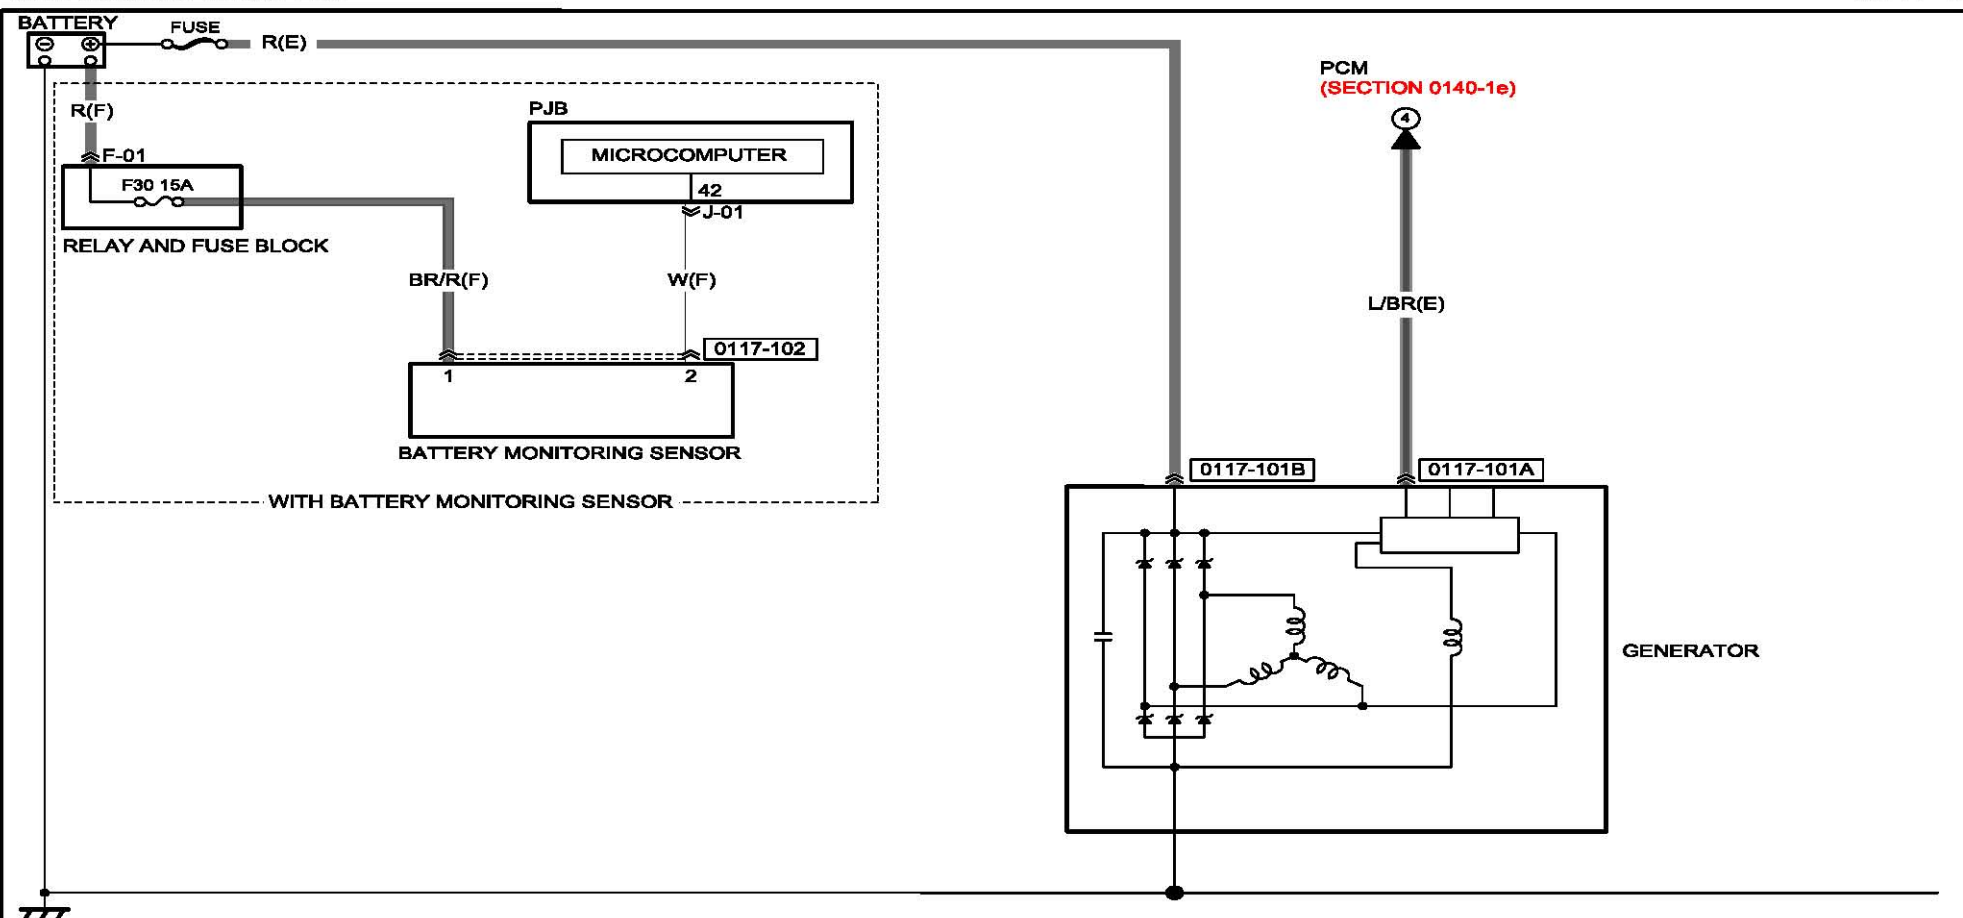 BATTERY
FUSE
R(E)
R(F)
F-01
F30 15A
RELAY AND FUSE BLOCK
PJB
MICROCOMPUTER
42
J-01
BR/R(F)
W(F)
0117-102
1
2
BATTERY MONITORING SENSOR
WITH BATTERY MONITORING SENSOR
PCM
(SECTION 0140-1e)
4
L/BR(E)
0117-101B
0117-101A
GENERATOR